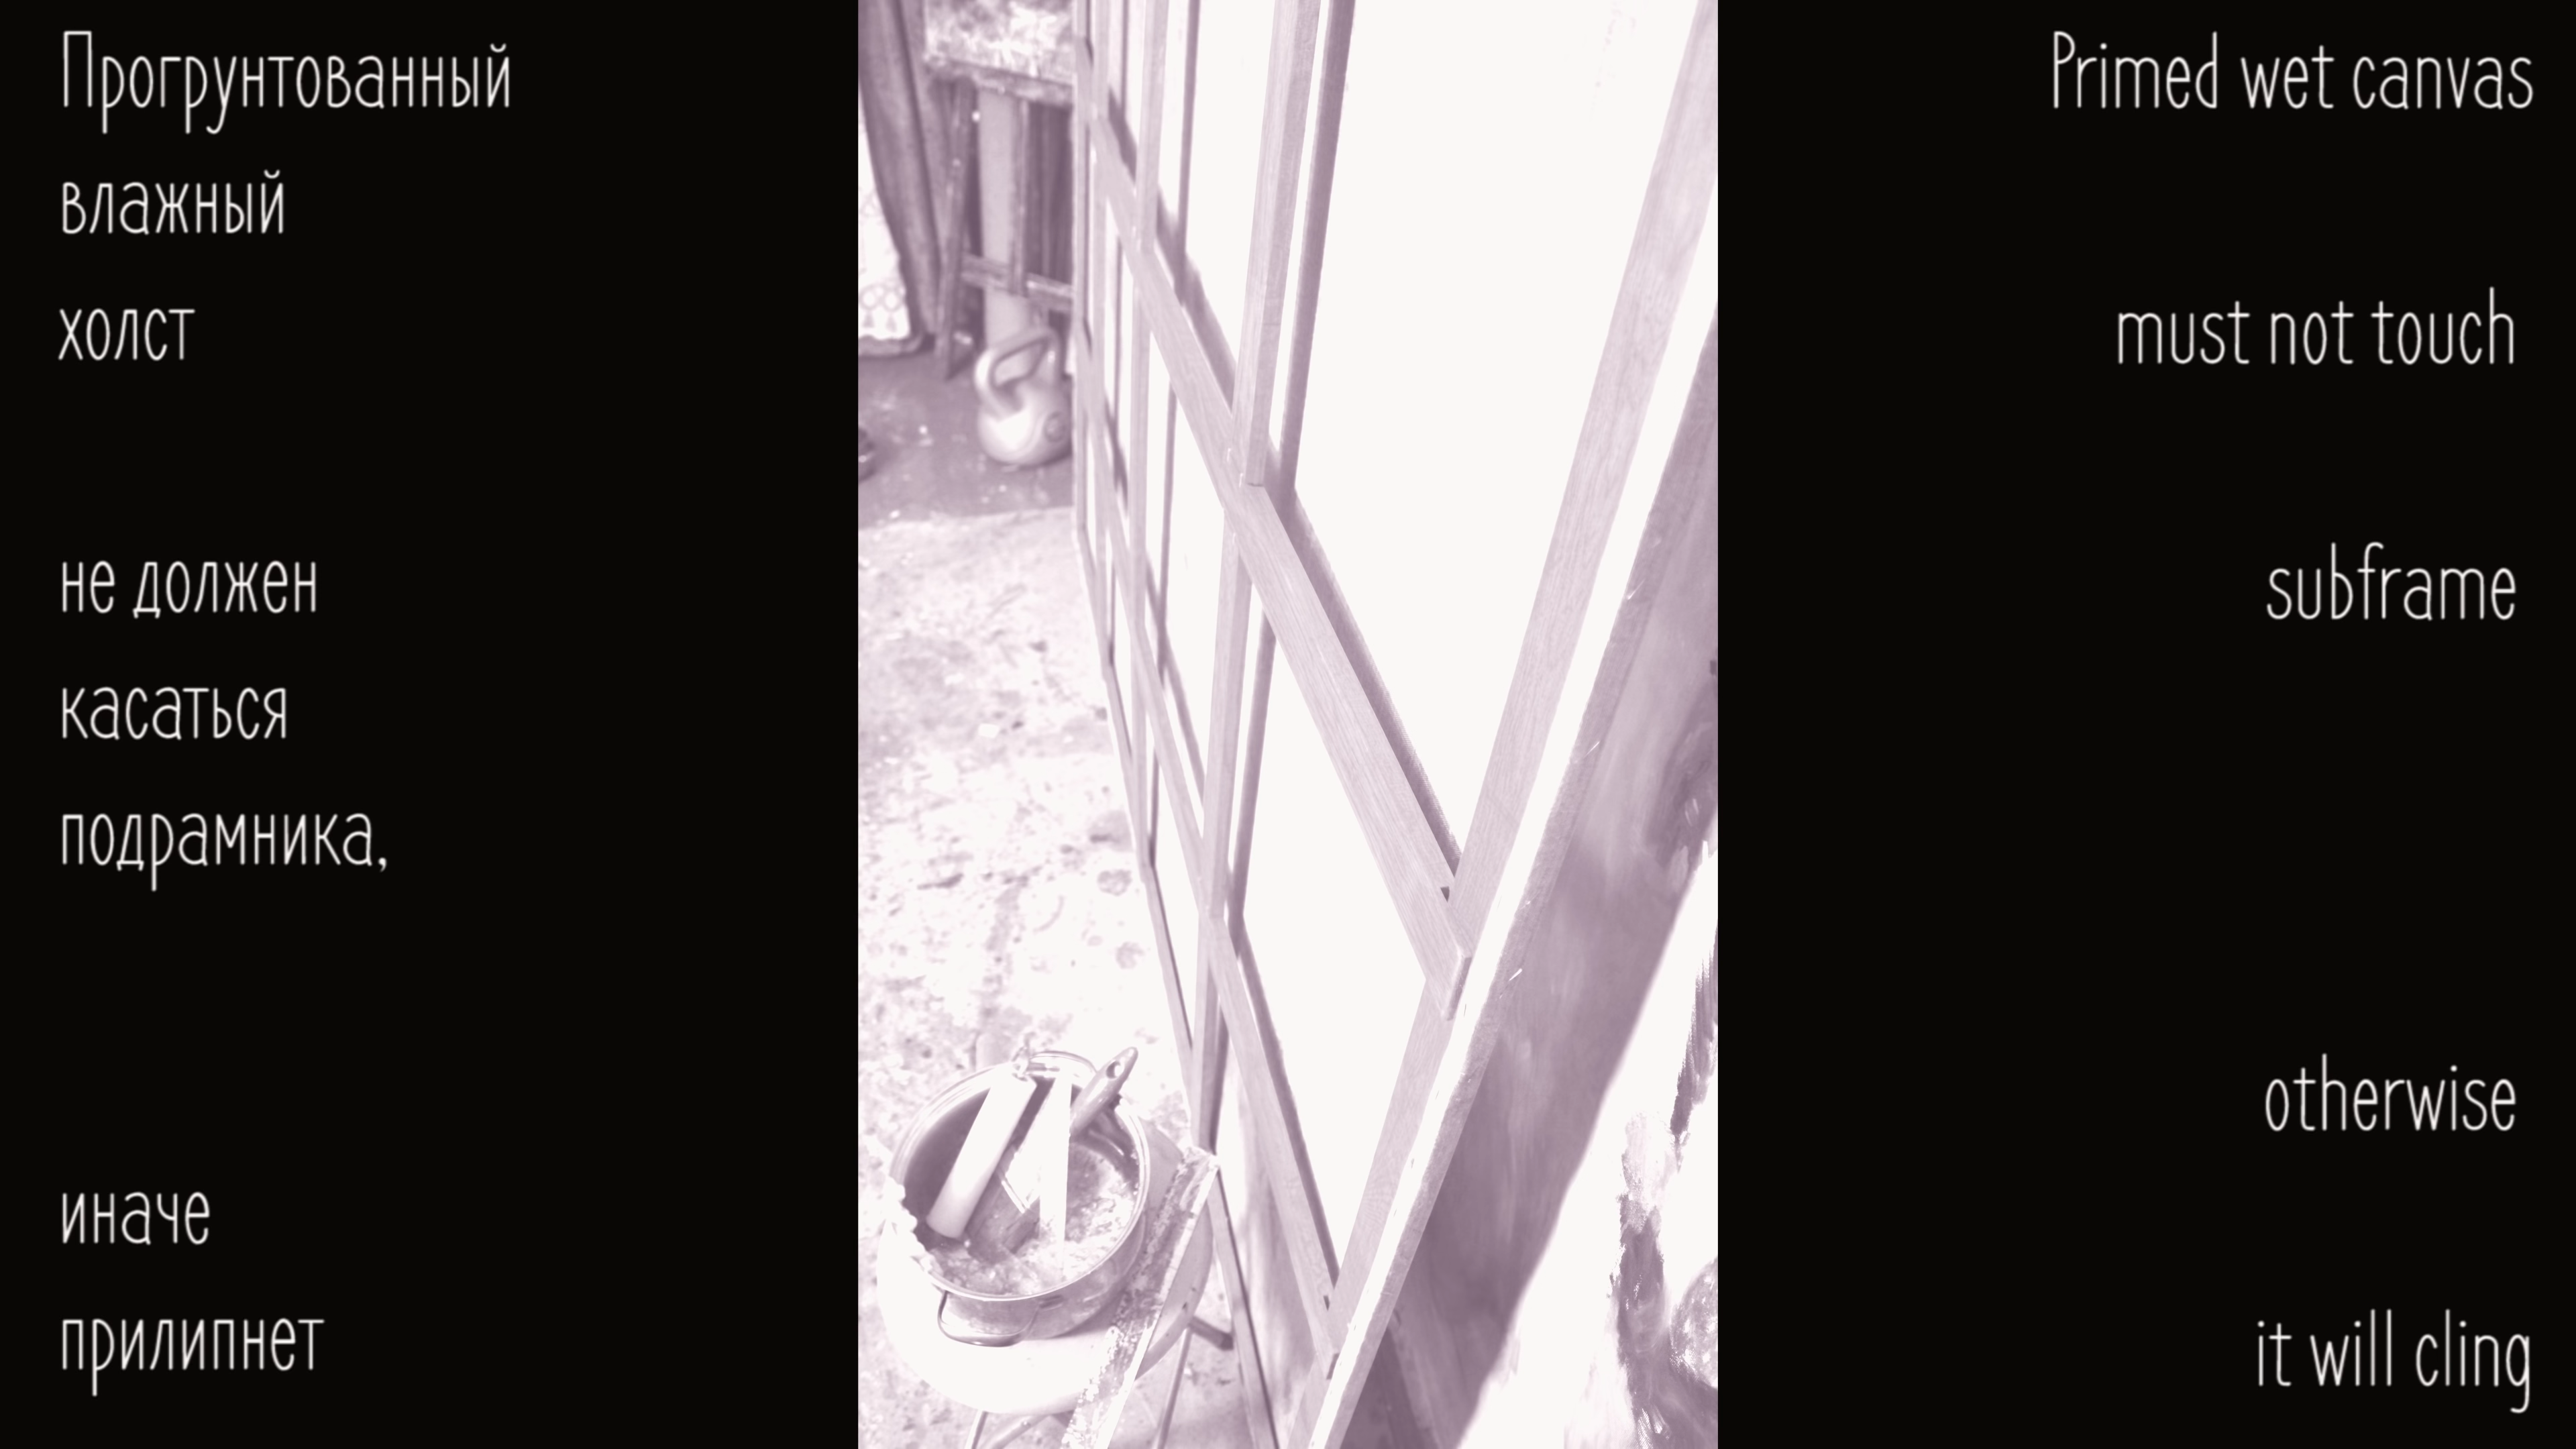 Прогрунтованный
влажный
холст
не должен
касаться
подрамника,
иначе
прилипнет
Primed wet canvas
must not touch
subframe
otherwise
it will cling